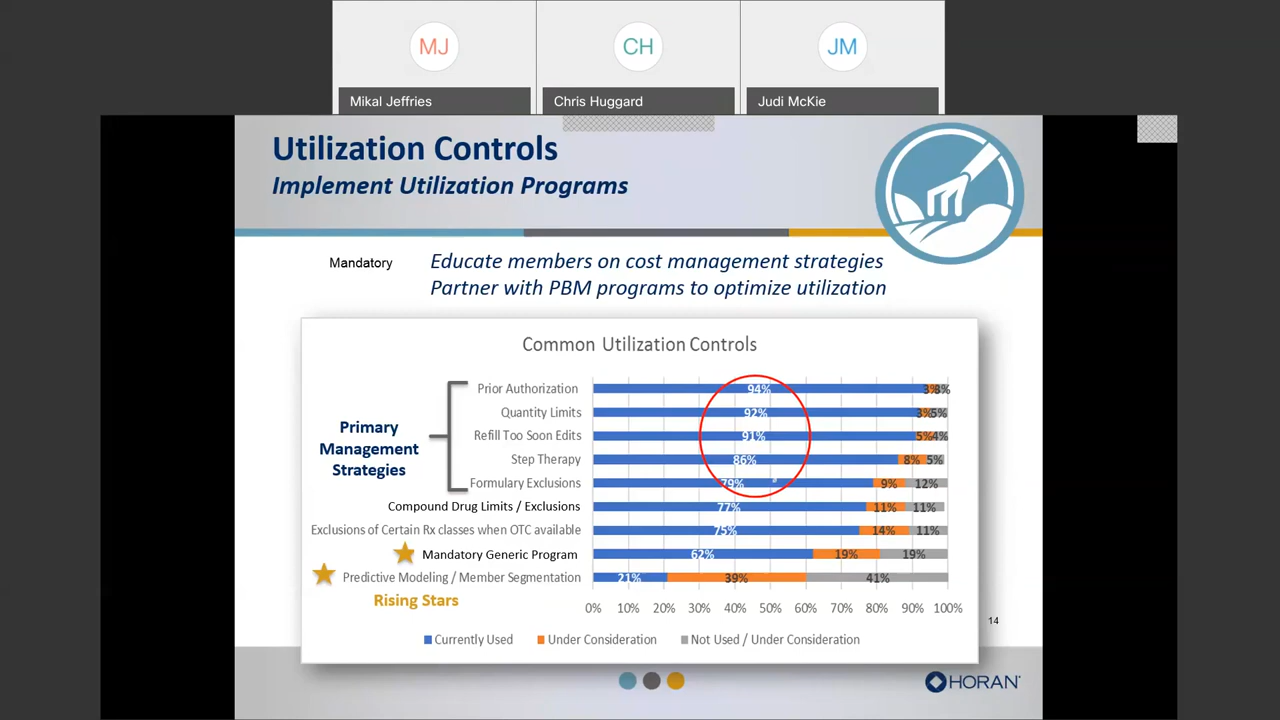 MJ
CH
JM
Mikal Jeffries
Chris Huggard
Judi McKie
Utilization Controls
Implement Utilization Programs
Mandatory
Educate members on cost management strategies
Partner with PBM programs to optimize utilization
Common Utilization Controls
Primary
Management
Strategies
Prior Authorization 94% 3% 3%
Quantity Limits 92% 3% 5%
Refill Too Soon Edits 91% 5% 4%
Step Therapy 86% 8% 5%
Formulary Exclusions 79% 9% 12%
Compound Drug Limits / Exclusions 77% 11% 11%
Exclusions of Certain Rx classes when OTC available 75% 14% 11%
Mandatory Generic Program 62% 19% 19%
Predictive Modeling / Member Segmentation 21% 39% 41%
Rising Stars
0% 10% 20% 30% 40% 50% 60% 70% 80% 90% 100%
14
Currently Used Under Consideration Not Used / Under Consideration
HORAN